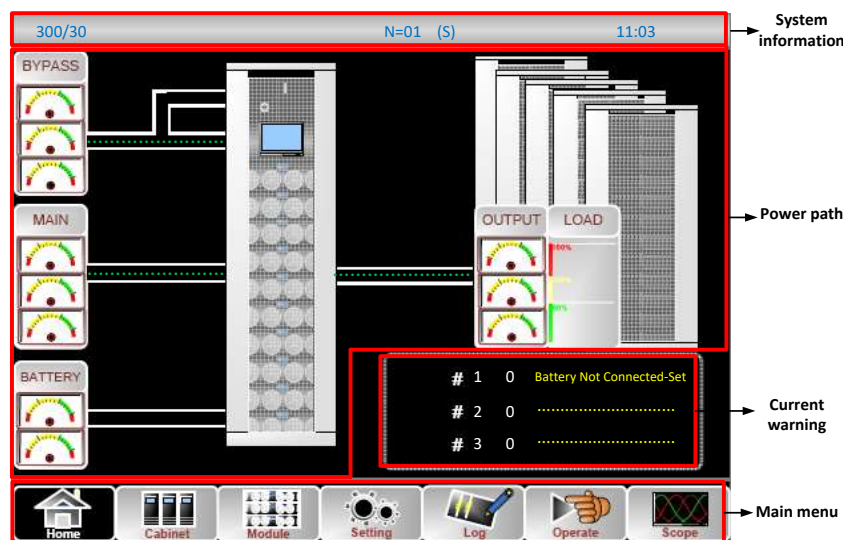 300/30 N=01 (S) 11:03
System
information
BYPASS
MAIN
OUTPUT LOAD
Power path
BATTERY
# 1 0 Battery Not Connected-Set
# 2 0
# 3 0
Current
warning
Home Cabinet Module Setting Log Operate Scope
Main menu